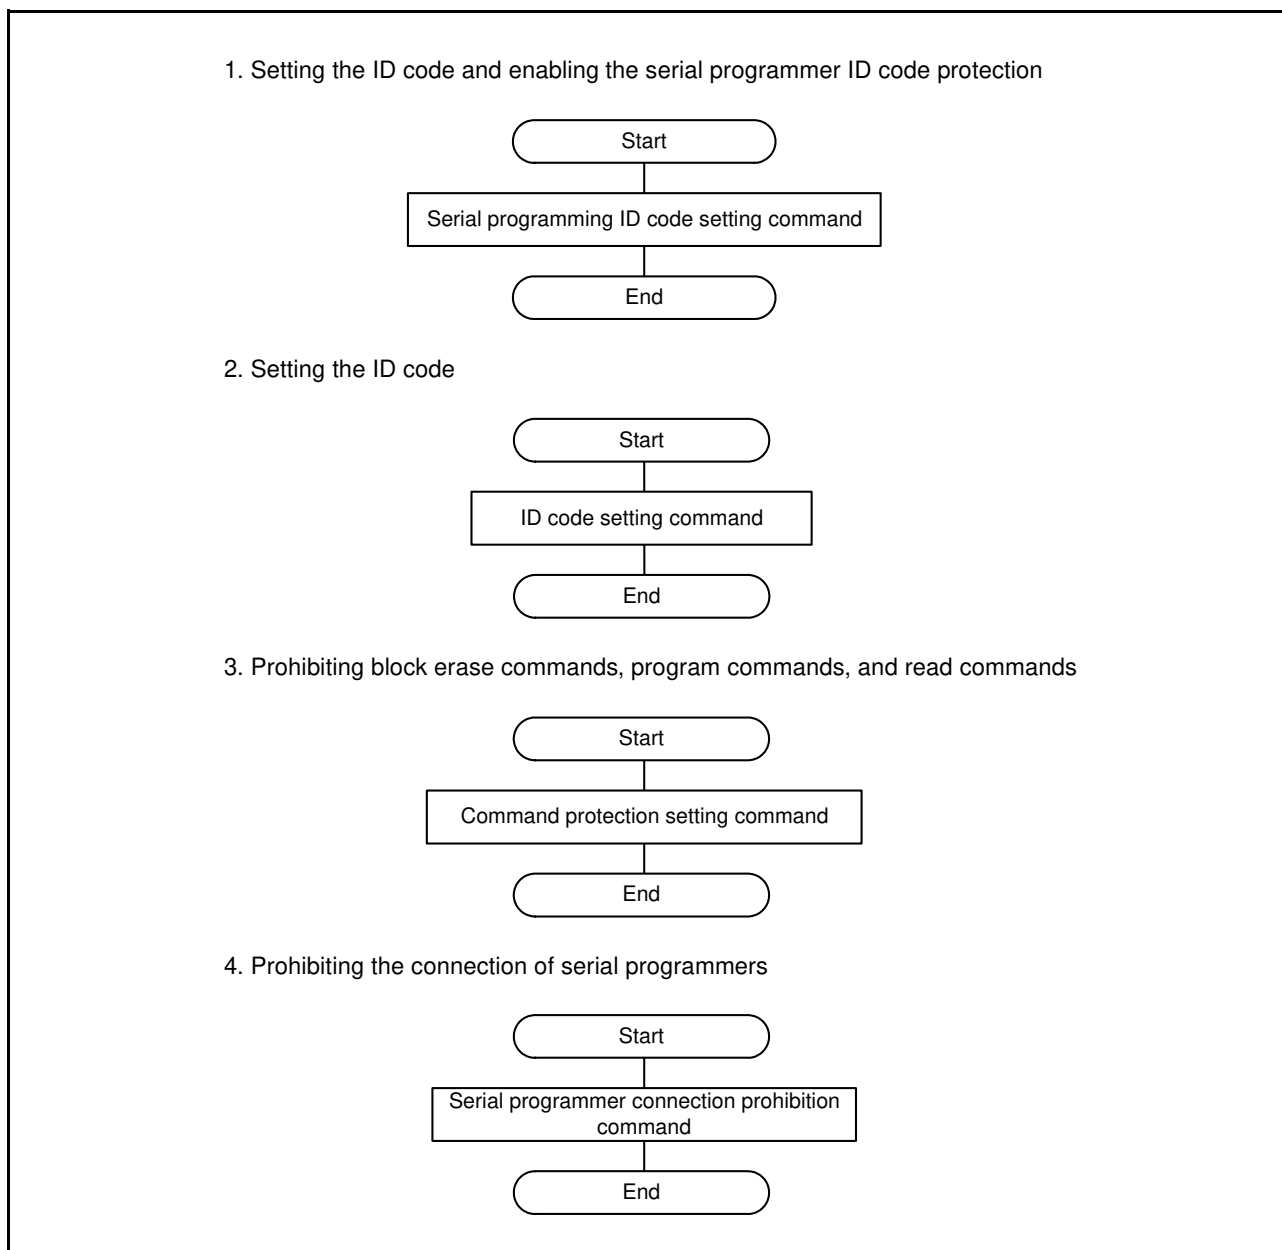 1. Setting the ID code and enabling the serial programmer ID code protection
Start
Serial programming ID code setting command
End
2. Setting the ID code
Start
ID code setting command
End
3. Prohibiting block erase commands, program commands, and read commands
Start
Command protection setting command
End
4. Prohibiting the connection of serial programmers
Start
Serial programmer connection prohibition
command
End